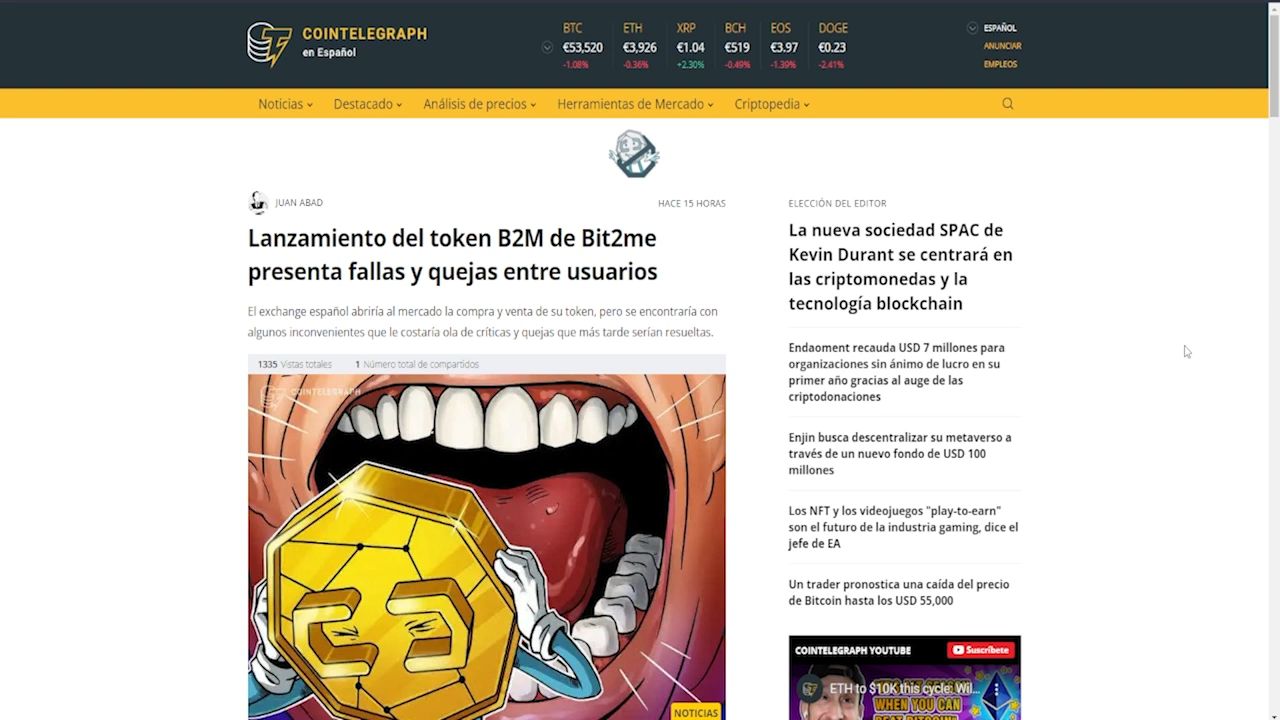 COINTELEGRAPH
en Español
BTC ETH XRP BCH EOS DOGE
€53,520 €3,926 €1.04 €519 €3.97 €0.23
-1.08% -0.36% +2.30% -0.49% -1.39% -2.41%
ESPAÑOL
ANUNCIAR
EMPLEOS
Noticias Destacado Análisis de precios Herramientas de Mercado Criptopedia
JUAN ABAD
HACE 15 HORAS
Lanzamiento del token B2M de Bit2me
presenta fallas y quejas entre usuarios
El exchange español abriría al mercado la compra y venta de su token, pero se encontraría con
algunos inconvenientes que le costaría ola de críticas y quejas que más tarde serían resueltas.
1335 Vistas totales 1 Número total de compartidos
COINTELEGRAPH
NOTICIAS
ELECCIÓN DEL EDITOR
La nueva sociedad SPAC de
Kevin Durant se centrará en
las criptomonedas y la
tecnología blockchain
Endaoment recauda USD 7 millones para
organizaciones sin ánimo de lucro en su
primer año gracias al auge de las
criptodonaciones
Enjin busca descentralizar su metaverso a
través de un nuevo fondo de USD 100
millones
Los NFT y los videojuegos "play-to-earn"
son el futuro de la industria gaming, dice el
jefe de EA
Un trader pronostica una caída del precio
de Bitcoin hasta los USD 55,000
COINTELEGRAPH YOUTUBE
Suscríbete
ETH to $10K this cycle: Wil...
WHEN YOU CAN